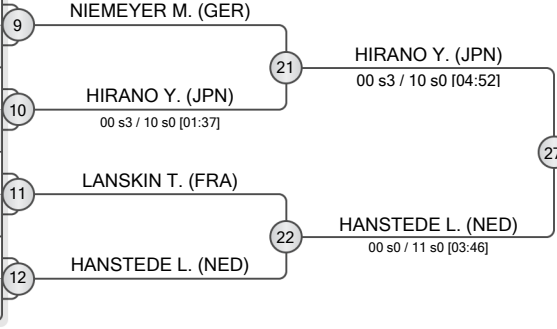 9
NIEMEYER M. (GER)
21
HIRANO Y. (JPN)
00 s3 / 10 s0 [04:52]
10
HIRANO Y. (JPN)
00 s3 / 10 s0 [01:37]
27
11
LANSKIN T. (FRA)
22
HANSTEDE L. (NED)
00 s0 / 11 s0 [03:46]
12
HANSTEDE L. (NED)